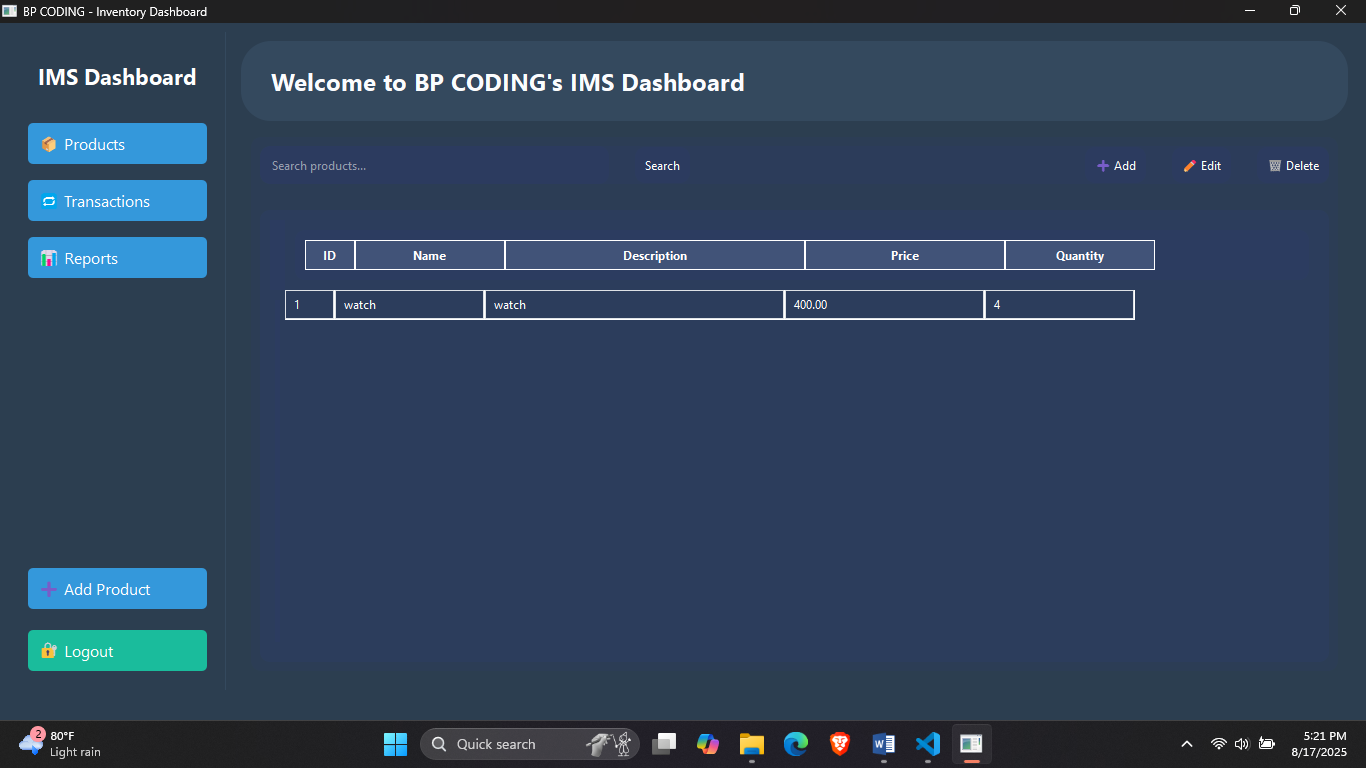 BP CODING - Inventory Dashboard
IMS Dashboard
Welcome to BP CODING's IMS Dashboard
Products
Transactions
Reports
Search products...
Search
Add
Edit
Delete
ID Name Description Price Quantity
1 watch watch 400.00 4
Add Product
Logout
2
80°F
Light rain
Quick search
5:21 PM
8/17/2025